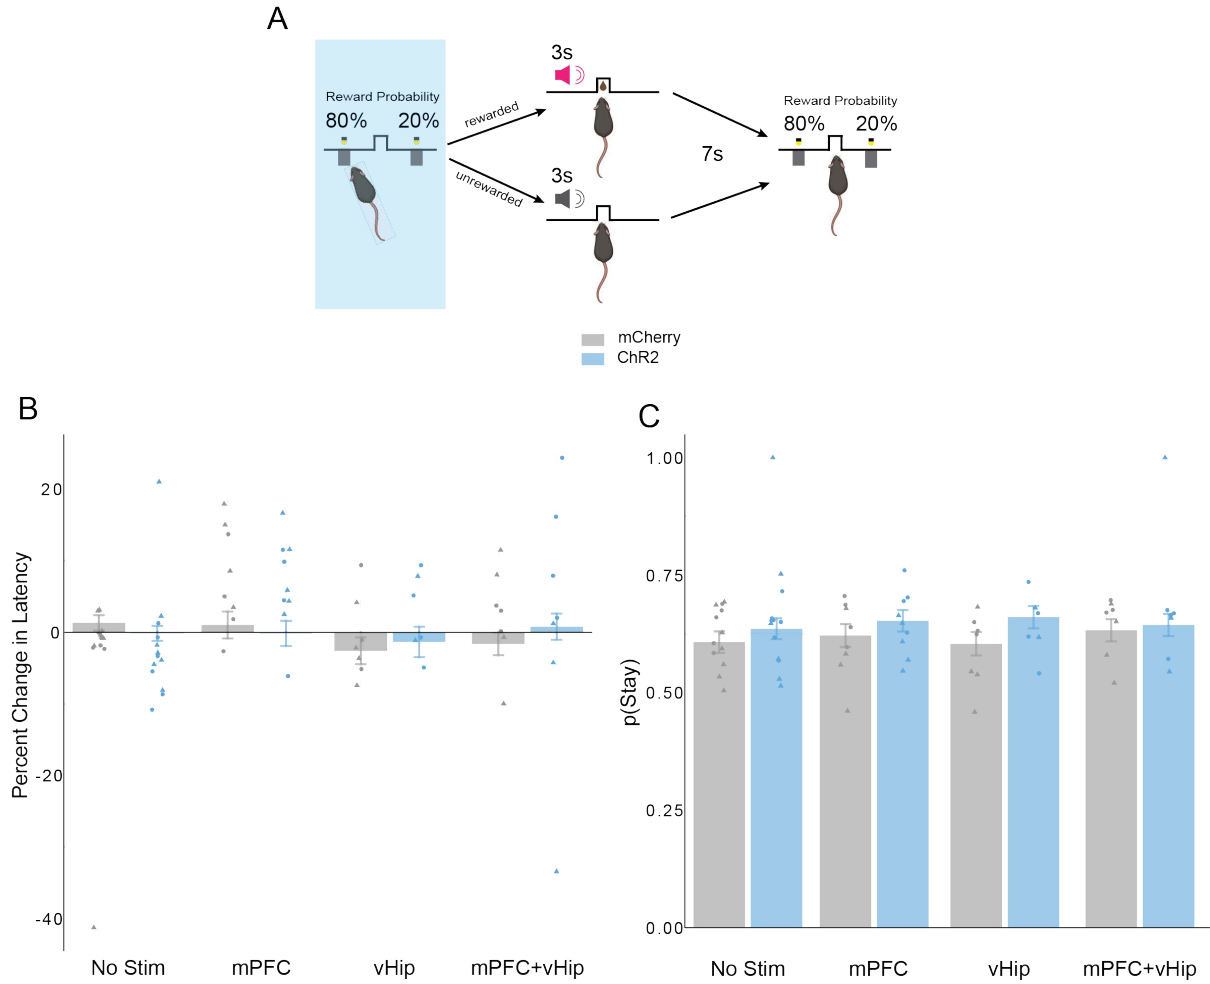 A
3s
Reward Probability
80% 20%
rewarded
Reward Probability
80% 20%
7s
3s
unrewarded
mCherry
ChR2
B
20
0
-20
-40
Percent Change in Latency
No Stim mPFC vHip mPFC+vHip
C
1.00
0.75
0.50
0.25
0.00
p(Stay)
No Stim mPFC vHip mPFC+vHip